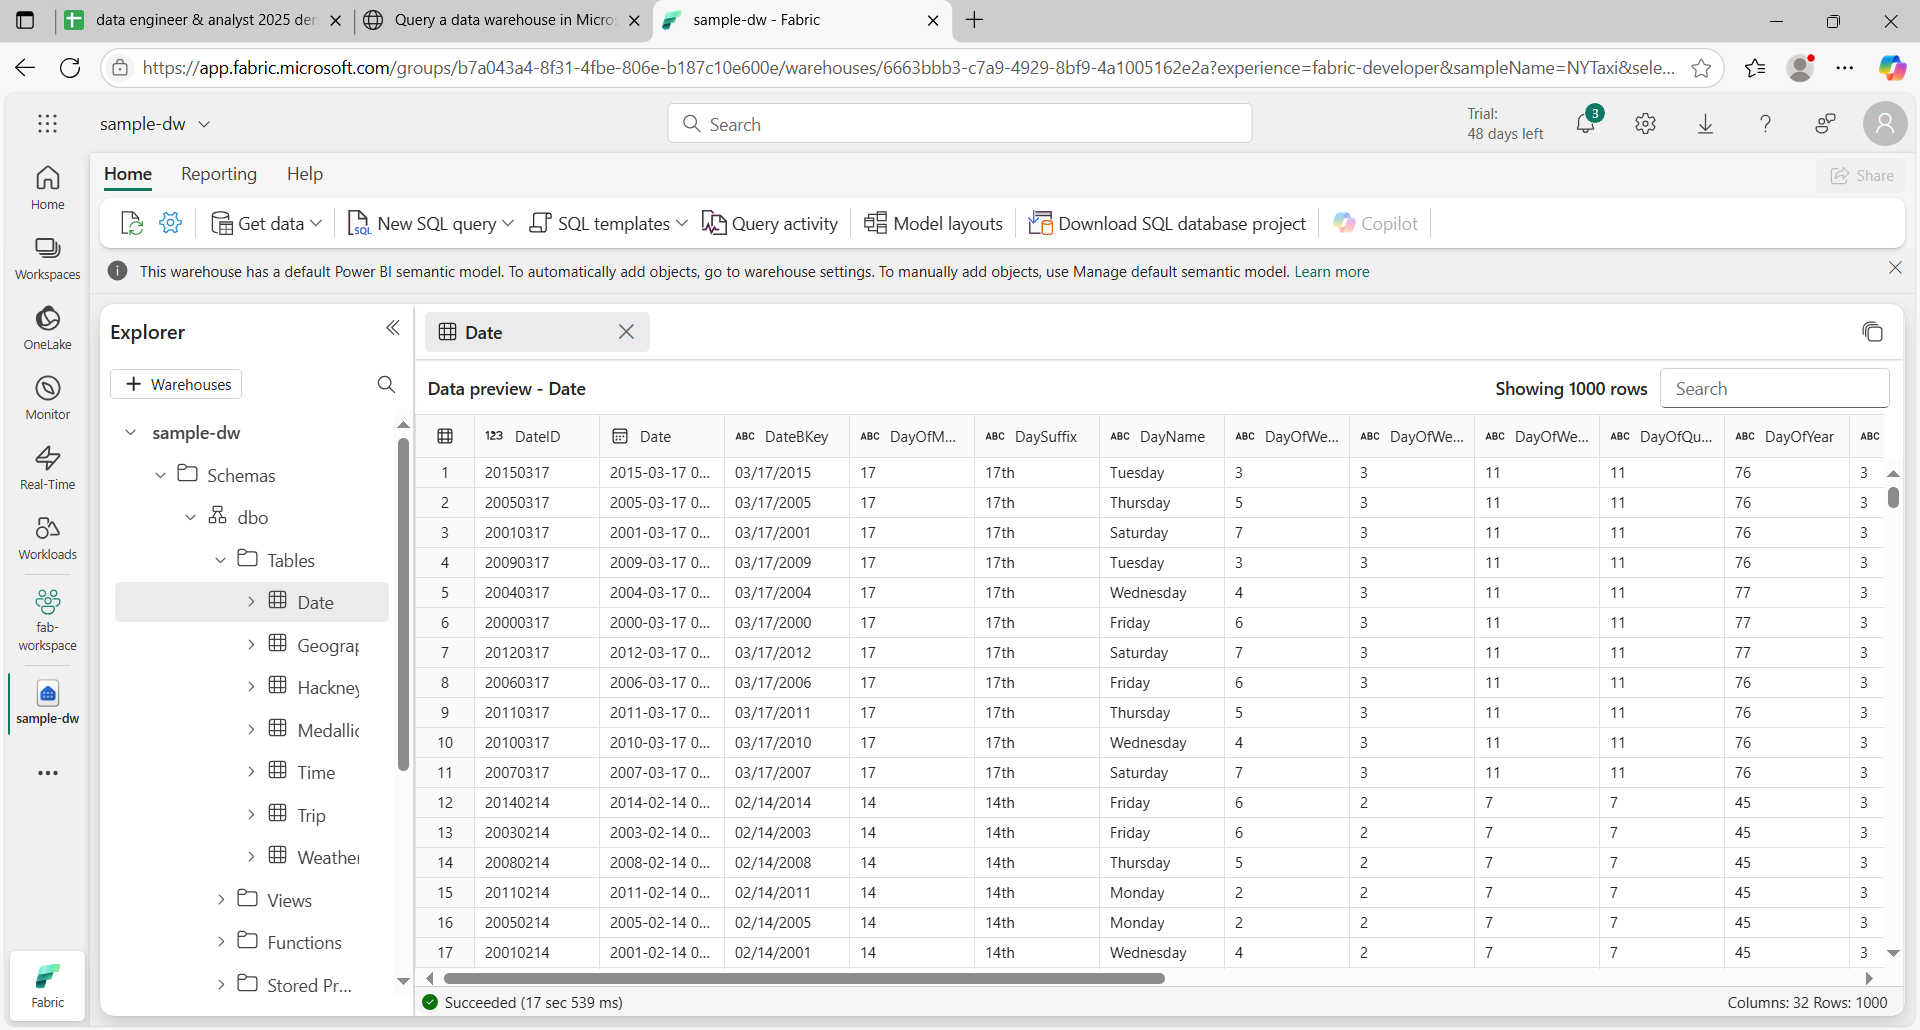 data engineer & analyst 2025 der
Query a data warehouse in Micros
sample-dw - Fabric
https://app.fabric.microsoft.com/groups/b7a043a4-8f31-4fbe-806e-b187c10e600e/warehouses/6663bbb3-c7a9-4929-8bf9-4a1005162e2a?experience=fabric-developer&sampleName=NYTaxi&sele...
sample-dw
Search
Trial:
48 days left
3
Home
Workspaces
OneLake
Monitor
Real-Time
Workloads
fab-
workspace
sample-dw
Fabric
Home Reporting Help
Share
Get data
New SQL query
SQL templates
Query activity
Model layouts
Download SQL database project
Copilot
This warehouse has a default Power BI semantic model. To automatically add objects, go to warehouse settings. To manually add objects, use Manage default semantic model. Learn more
Explorer
+ Warehouses
sample-dw
Schemas
dbo
Tables
Date
Geograp
Hackney
Medallic
Time
Trip
Weather
Views
Functions
Stored Pr...
Date
Data preview - Date
Showing 1000 rows
Search
123 DateID Date ABC DateBKey ABC DayOfM... ABC DaySuffix ABC DayName ABC DayOfWe... ABC DayOfWe... ABC DayOfWe... ABC DayOfQu... ABC DayOfYear ABC
1 20150317 2015-03-17 0... 03/17/2015 17 17th Tuesday 3 3 11 11 76 3
2 20050317 2005-03-17 0... 03/17/2005 17 17th Thursday 5 3 11 11 76 3
3 20010317 2001-03-17 0... 03/17/2001 17 17th Saturday 7 3 11 11 76 3
4 20090317 2009-03-17 0... 03/17/2009 17 17th Tuesday 3 3 11 11 76 3
5 20040317 2004-03-17 0... 03/17/2004 17 17th Wednesday 4 3 11 11 77 3
6 20000317 2000-03-17 0... 03/17/2000 17 17th Friday 6 3 11 11 77 3
7 20120317 2012-03-17 0... 03/17/2012 17 17th Saturday 7 3 11 11 77 3
8 20060317 2006-03-17 0... 03/17/2006 17 17th Friday 6 3 11 11 76 3
9 20110317 2011-03-17 0... 03/17/2011 17 17th Thursday 5 3 11 11 76 3
10 20100317 2010-03-17 0... 03/17/2010 17 17th Wednesday 4 3 11 11 76 3
11 20070317 2007-03-17 0... 03/17/2007 17 17th Saturday 7 3 11 11 76 3
12 20140214 2014-02-14 0... 02/14/2014 14 14th Friday 6 2 7 7 45 3
13 20030214 2003-02-14 0... 02/14/2003 14 14th Friday 6 2 7 7 45 3
14 20080214 2008-02-14 0... 02/14/2008 14 14th Thursday 5 2 7 7 45 3
15 20110214 2011-02-14 0... 02/14/2011 14 14th Monday 2 2 7 7 45 3
16 20050214 2005-02-14 0... 02/14/2005 14 14th Monday 2 2 7 7 45 3
17 20010214 2001-02-14 0... 02/14/2001 14 14th Wednesday 4 2 7 7 45 3
Succeeded (17 sec 539 ms)
Columns: 32 Rows: 1000